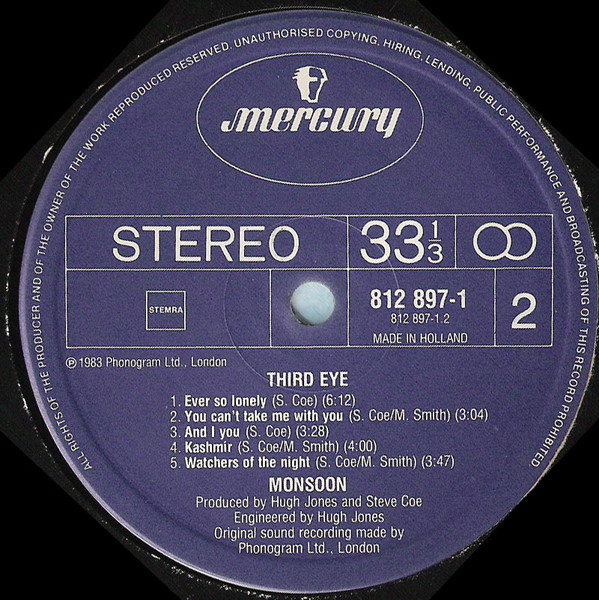 ALL RIGHTS OF THE PRODUCER AND OF THE OWNER OF THE WORK REPRODUCED RESERVED. UNAUTHORISED COPYING, HIRING, LENDING, PUBLIC PERFORMANCE AND BROADCASTING OF THIS RECORD PROHIBITED.
mercury
STEREO
33 1/3
STEMRA
812 897-1
812 897-1.2
MADE IN HOLLAND
2
℗ 1983 Phonogram Ltd., London
THIRD EYE
1. Ever so lonely (S. Coe) (6:12)
2. You can't take me with you (S. Coe/M. Smith) (3:04)
3. And I you (S. Coe) (3:28)
4. Kashmir (S. Coe/M. Smith) (4:00)
5. Watchers of the night (S. Coe/M. Smith) (3:47)
MONSOON
Produced by Hugh Jones and Steve Coe
Engineered by Hugh Jones
Original sound recording made by
Phonogram Ltd., London